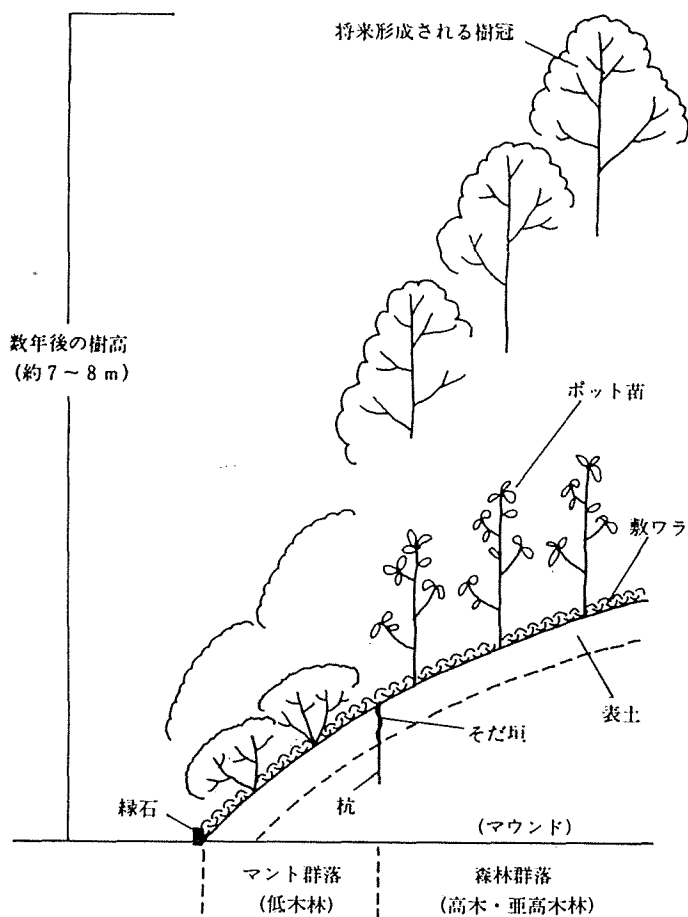 将来形成される樹冠
数年後の樹高
(約7～8m)
ポット苗
敷ワラ
表土
そだ垣
杭
緑石
(マウンド)
マント群落
(低木林)
森林群落
(高木・亜高木林)